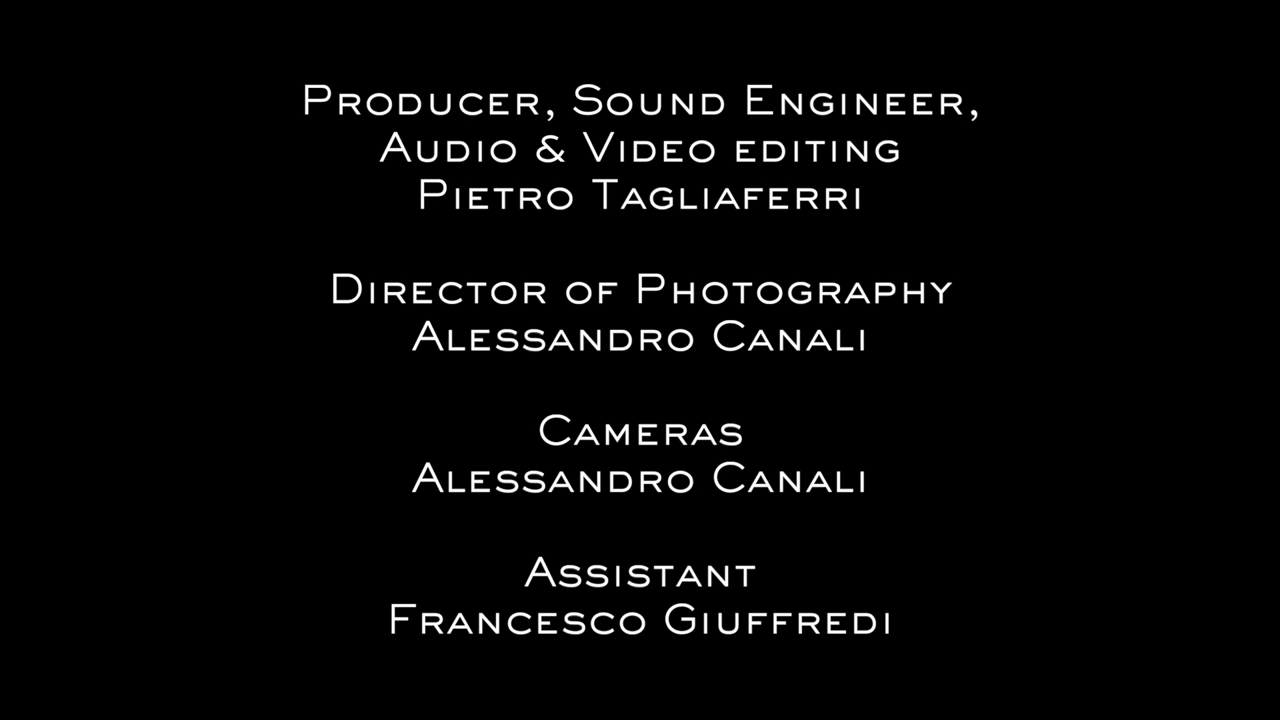 Producer, Sound Engineer,
Audio & Video editing
Pietro Tagliaferri
Director of Photography
Alessandro Canali
Cameras
Alessandro Canali
Assistant
Francesco Giuffredi